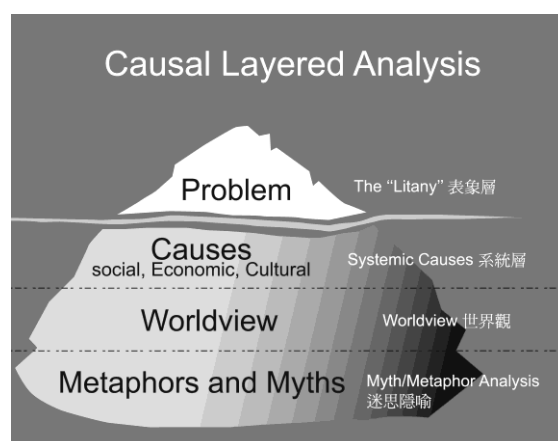 Causal Layered Analysis
Problem
The “Litany” 表象層
Causes
social, Economic, Cultural
Systemic Causes 系統層
Worldview
Worldview 世界觀
Metaphors and Myths
Myth/Metaphor Analysis
迷思隱喻